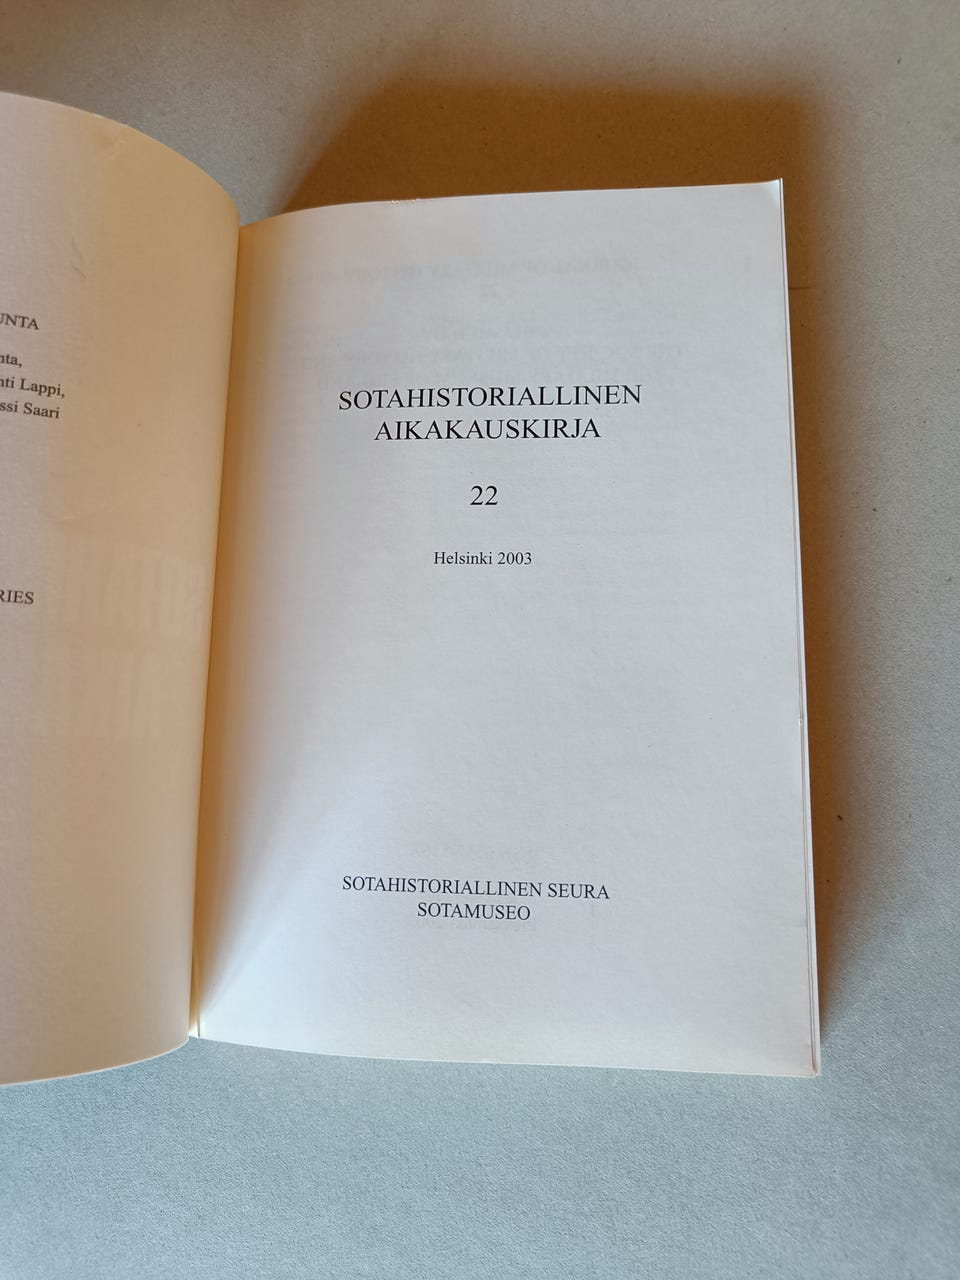 UNTA
nta,
nti Lappi,
ssi Saari
RIES
SOTAHISTORIALLINEN
AIKAKAUSKIRJA
22
Helsinki 2003
SOTAHISTORIALLINEN SEURA
SOTAMUSEO